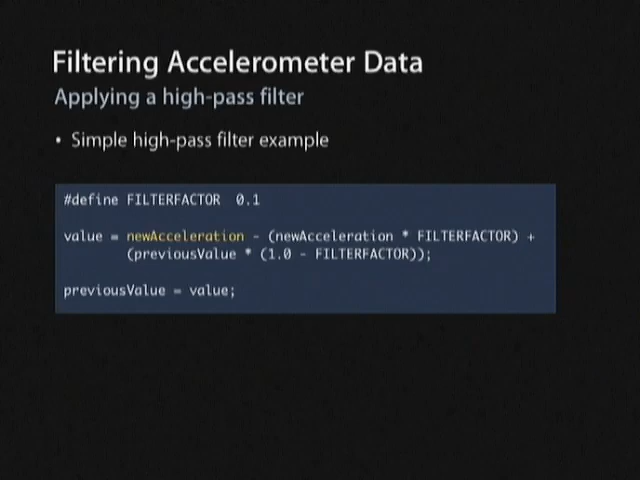 Filtering Accelerometer Data
Applying a high-pass filter
• Simple high-pass filter example
#define FILTERFACTOR 0.1
value = newAcceleration - (newAcceleration * FILTERFACTOR) +
(previousValue * (1.0 - FILTERFACTOR));
previousValue = value;